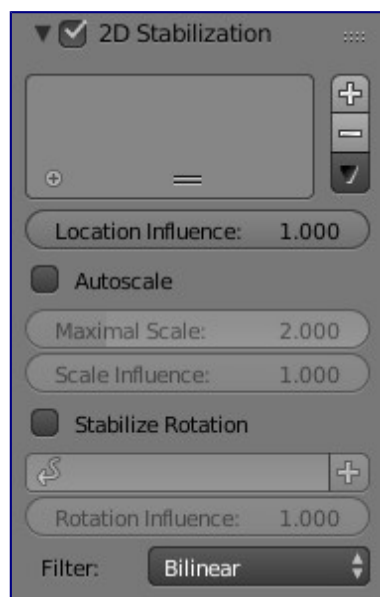 2D Stabilization
Location Influence: 1.000
Autoscale
Maximal Scale: 2.000
Scale Influence: 1.000
Stabilize Rotation
Rotation Influence: 1.000
Filter: Bilinear